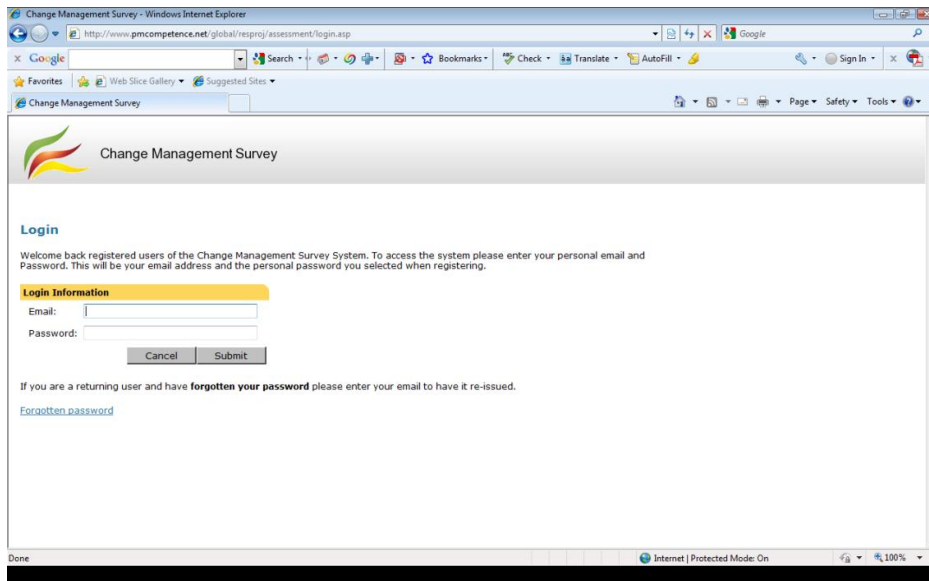 Change Management Survey - Windows Internet Explorer
http://www.pmcompetence.net/global/resproj/assessment/login.asp
Google
x Google Search Bookmarks Check Translate AutoFill Sign In x
Favorites Web Slice Gallery Suggested Sites
Change Management Survey Page Safety Tools
Change Management Survey
Login
Welcome back registered users of the Change Management Survey System. To access the system please enter your personal email and
Password. This will be your email address and the personal password you selected when registering.
Login Information
Email:
Password:
Cancel Submit
If you are a returning user and have forgotten your password please enter your email to have it re-issued.
Forgotten password
Done Internet | Protected Mode: On 100%